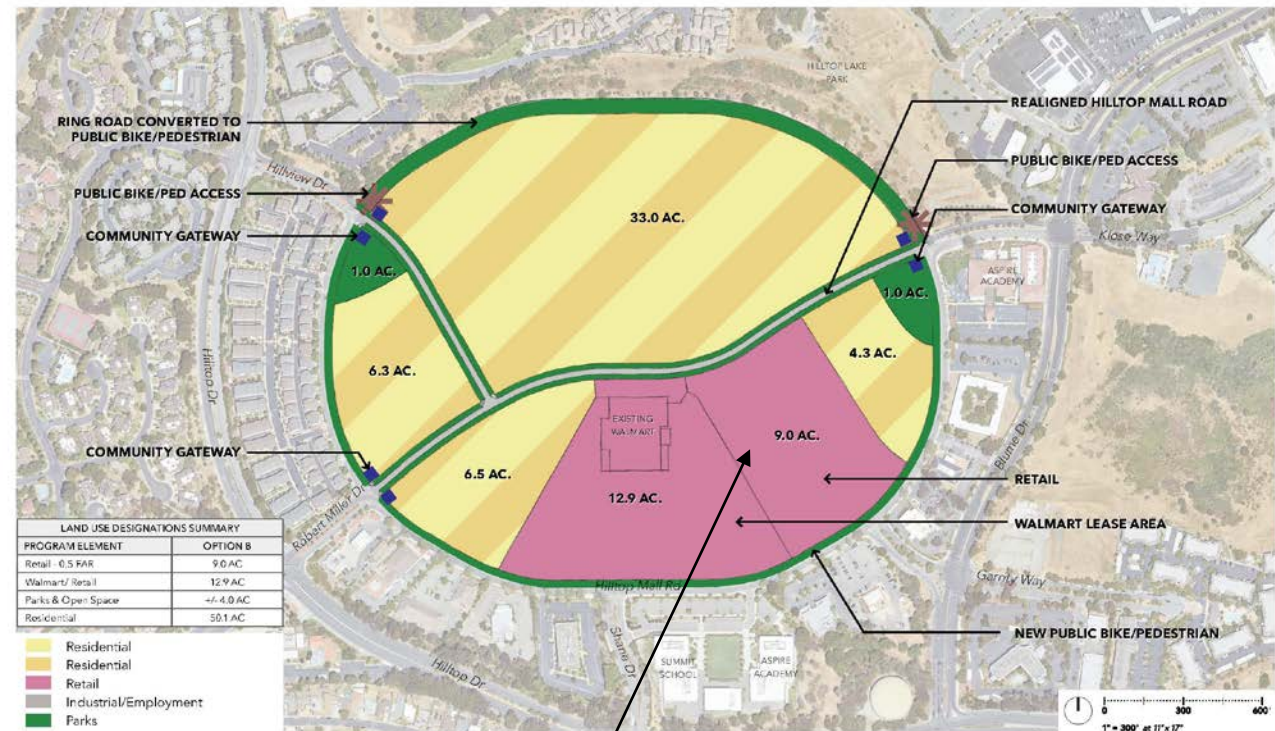 HILLTOP LAKE
PARK
REALIGNED HILLTOP MALL ROAD
RING ROAD CONVERTED TO
PUBLIC BIKE/PEDESTRIAN
Hillview Dr
PUBLIC BIKE/PED ACCESS
PUBLIC BIKE/PED ACCESS
COMMUNITY GATEWAY
COMMUNITY GATEWAY
33.0 AC.
Klose Way
1.0 AC.
1.0 AC.
ASPIRE
ACADEMY
Hilltop Dr
6.3 AC.
4.3 AC.
EXISTING
WALMART
9.0 AC.
Blume Dr
COMMUNITY GATEWAY
6.5 AC.
12.9 AC.
RETAIL
Robert Miller Dr
WALMART LEASE AREA
LAND USE DESIGNATIONS SUMMARY
PROGRAM ELEMENT OPTION B
Retail - 0.5 FAR 9.0 AC
Walmart/ Retail 12.9 AC
Parks & Open Space +/- 4.0 AC
Residential 50.1 AC
Hilltop Mall Rd
Garrity Way
NEW PUBLIC BIKE/PEDESTRIAN
Shane Dr
Hilltop Dr
SUMMIT
SCHOOL
ASPIRE
ACADEMY
Residential
Residential
Retail
Industrial/Employment
Parks
0 300 600'
1" = 300' at 11"x17"